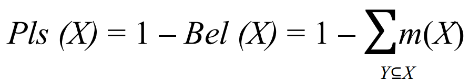 Pls (X) = 1 – Bel (X) = 1 – ∑m(X)
Y⊆X